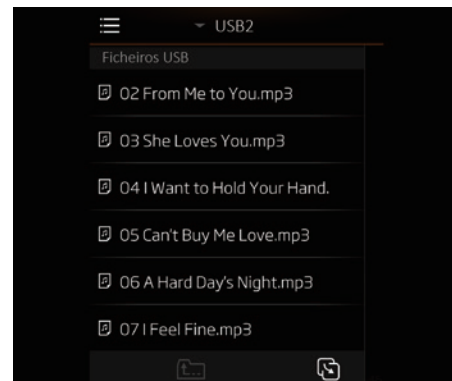 USB2
Ficheiros USB
02 From Me to You.mp3
03 She Loves You.mp3
04 I Want to Hold Your Hand.
05 Can't Buy Me Love.mp3
06 A Hard Day's Night.mp3
07 I Feel Fine.mp3